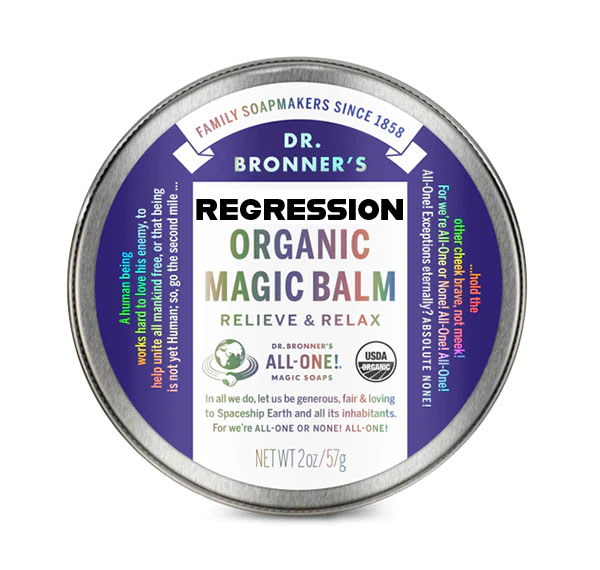 FAMILY SOAPMAKERS SINCE 1858
DR.
BRONNER'S
REGRESSION
ORGANIC
MAGIC BALM
RELIEVE & RELAX
DR. BRONNER'S
ALL-ONE!
MAGIC SOAPS
USDA
ORGANIC
In all we do, let us be generous, fair & loving
to Spaceship Earth and all its inhabitants.
For we're ALL-ONE OR NONE! ALL-ONE!
NET WT 2oz/57g
A human being
works hard to love his enemy, to
help unite all mankind free, or that being
is not yet Human; so, go the second mile ...
...hold the
other cheek brave, not meek!
For we're All-One or None! All-One!
All-One! Exceptions eternally? ABSOLUTE NONE!